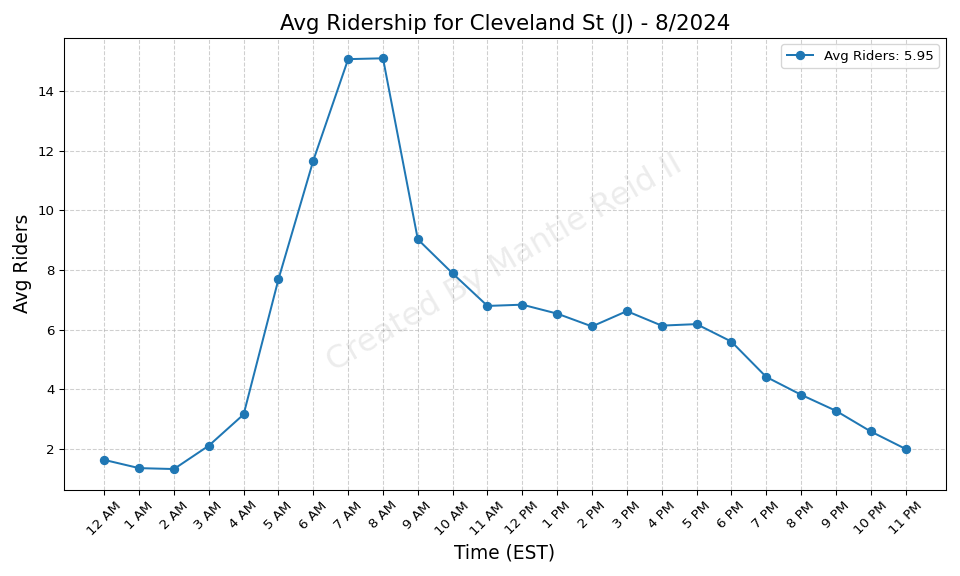 Avg Ridership for Cleveland St (J) - 8/2024
Avg Riders: 5.95
Avg Riders
14
12
10
8
6
4
2
Created By Mantie Reid II
12 AM
1 AM
2 AM
3 AM
4 AM
5 AM
6 AM
7 AM
8 AM
9 AM
10 AM
11 AM
12 PM
1 PM
2 PM
3 PM
4 PM
5 PM
6 PM
7 PM
8 PM
9 PM
10 PM
11 PM
Time (EST)